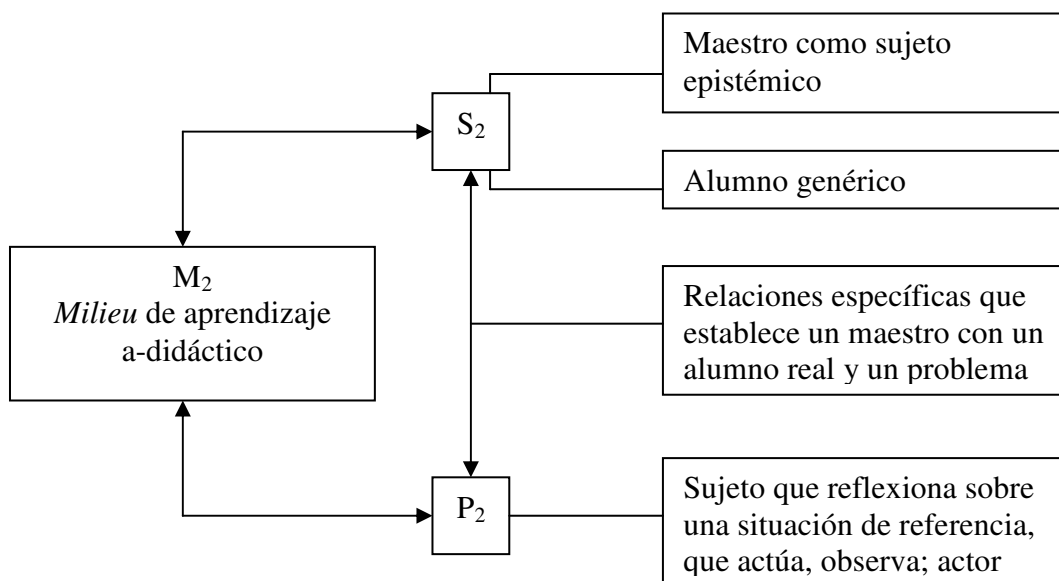 Maestro como sujeto
epistémico
S₂
Alumno genérico
M₂
Milieu de aprendizaje
a-didáctico
Relaciones específicas que
establece un maestro con un
alumno real y un problema
P₂
Sujeto que reflexiona sobre
una situación de referencia,
que actúa, observa; actor